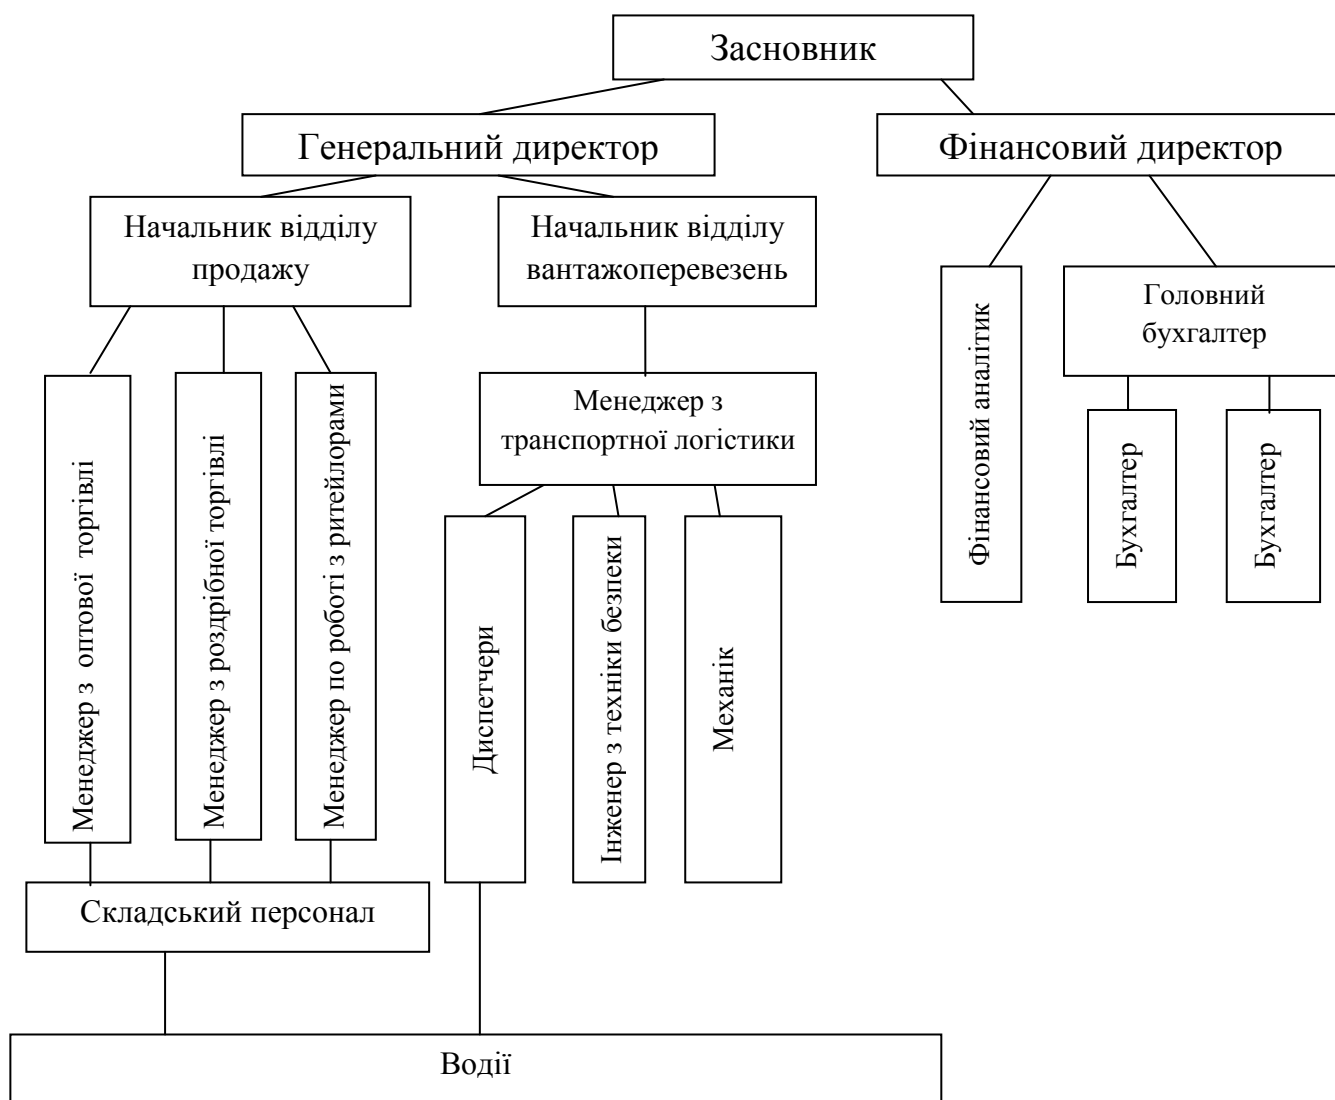 Засновник
Генеральний директор
Фінансовий директор
Начальник відділу
продажу
Начальник відділу
вантажоперевезень
Фінансовий аналітик
Головний
бухгалтер
Менеджер з оптової торгівлі
Менеджер з роздрібної торгівлі
Менеджер по роботі з ритейлорами
Менеджер з
транспортної логістики
Бухгалтер
Бухгалтер
Диспетчери
Інженер з техніки безпеки
Механік
Складський персонал
Водії